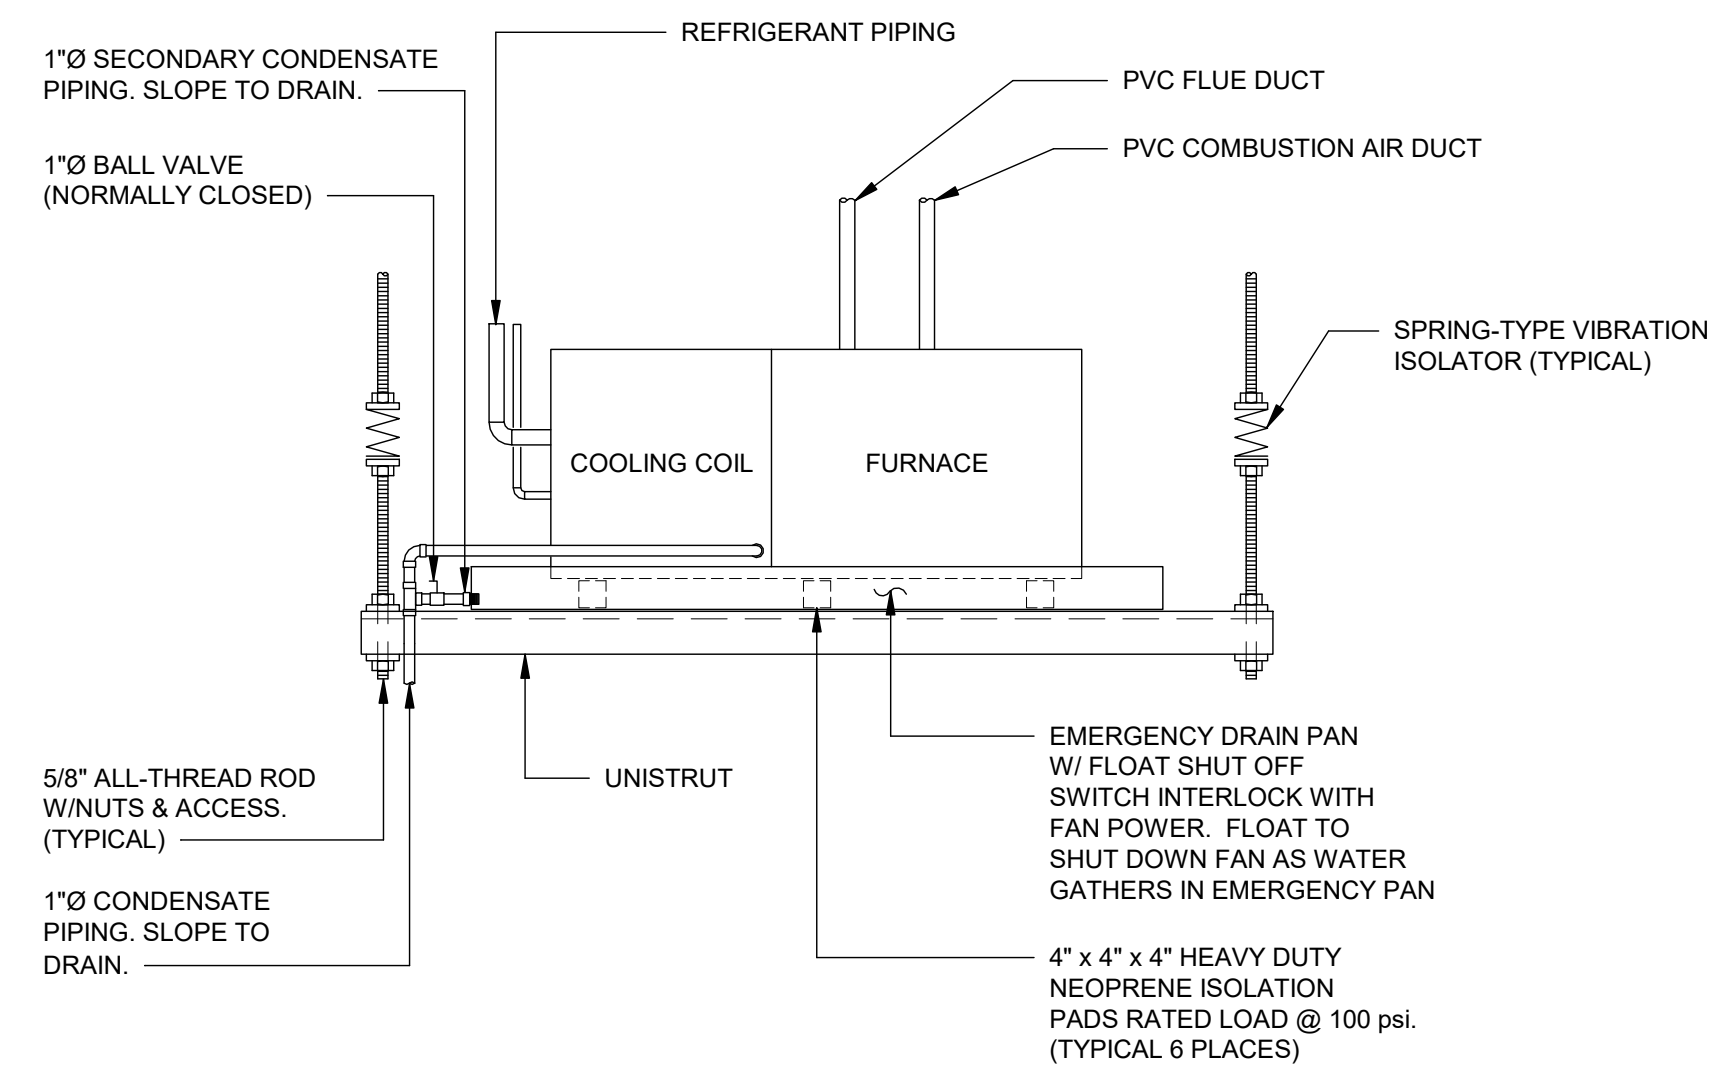 REFRIGERANT PIPING
1"Ø SECONDARY CONDENSATE
PIPING. SLOPE TO DRAIN.
PVC FLUE DUCT
PVC COMBUSTION AIR DUCT
1"Ø BALL VALVE
(NORMALLY CLOSED)
SPRING-TYPE VIBRATION
ISOLATOR (TYPICAL)
COOLING COIL
FURNACE
5/8" ALL-THREAD ROD
W/NUTS & ACCESS.
(TYPICAL)
UNISTRUT
EMERGENCY DRAIN PAN
W/ FLOAT SHUT OFF
SWITCH INTERLOCK WITH
FAN POWER.  FLOAT TO
SHUT DOWN FAN AS WATER
GATHERS IN EMERGENCY PAN
1"Ø CONDENSATE
PIPING. SLOPE TO
DRAIN.
4" x 4" x 4" HEAVY DUTY
NEOPRENE ISOLATION
PADS RATED LOAD @ 100 psi.
(TYPICAL 6 PLACES)